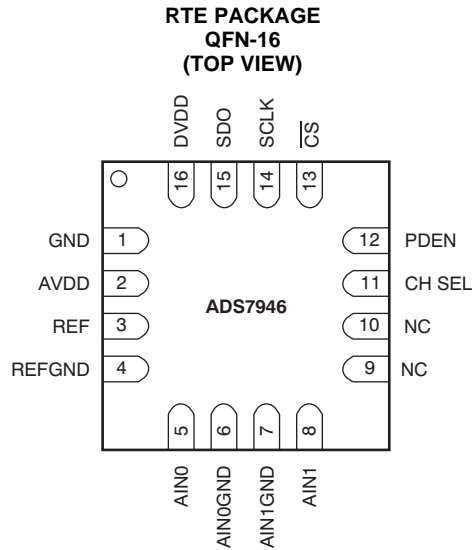 RTE PACKAGE
QFN-16
(TOP VIEW)
DVDD
SDO
SCLK
CS
16
15
14
13
GND 1
12 PDEN
AVDD 2
11 CH SEL
ADS7946
REF 3
10 NC
REFGND 4
9 NC
5
6
7
8
AIN0
AIN0GND
AIN1GND
AIN1